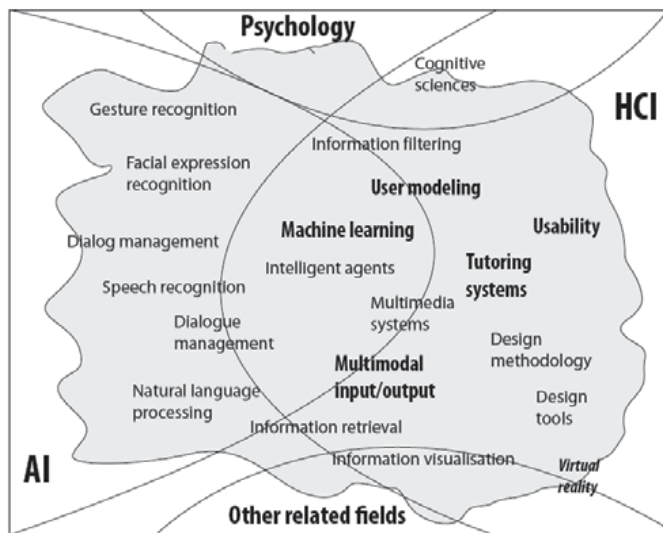 Psychology
Cognitive
sciences
HCI
Gesture recognition
Information filtering
Facial expression
recognition
User modeling
Usability
Machine learning
Dialog management
Tutoring
systems
Intelligent agents
Speech recognition
Multimedia
systems
Dialogue
management
Design
methodology
Multimodal
input/output
Natural language
processing
Design
tools
Information retrieval
Information visualisation
Virtual
reality
AI
Other related fields